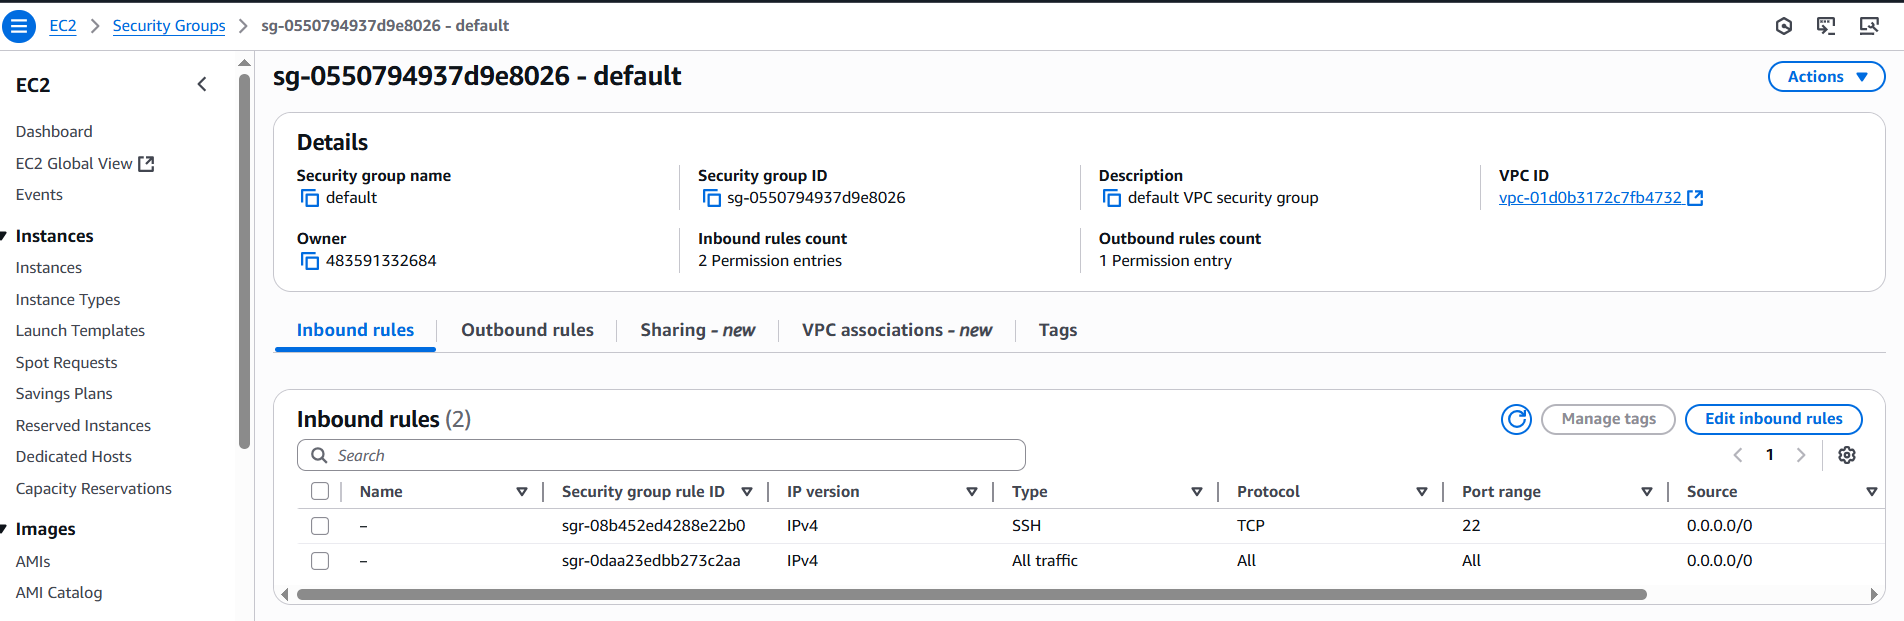 EC2 > Security Groups > sg-0550794937d9e8026 - default
EC2
Dashboard
EC2 Global View
Events
Instances
Instances
Instance Types
Launch Templates
Spot Requests
Savings Plans
Reserved Instances
Dedicated Hosts
Capacity Reservations
Images
AMIs
AMI Catalog
sg-0550794937d9e8026 - default
Actions
Details
Security group name
default
Security group ID
sg-0550794937d9e8026
Description
default VPC security group
VPC ID
vpc-01d0b3172c7fb4732
Owner
483591332684
Inbound rules count
2 Permission entries
Outbound rules count
1 Permission entry
Inbound rules Outbound rules Sharing - new VPC associations - new Tags
Inbound rules (2)
Manage tags
Edit inbound rules
Search
1
Name Security group rule ID IP version Type Protocol Port range Source
– sgr-08b452ed4288e22b0 IPv4 SSH TCP 22 0.0.0.0/0
– sgr-0daa23edbb273c2aa IPv4 All traffic All All 0.0.0.0/0